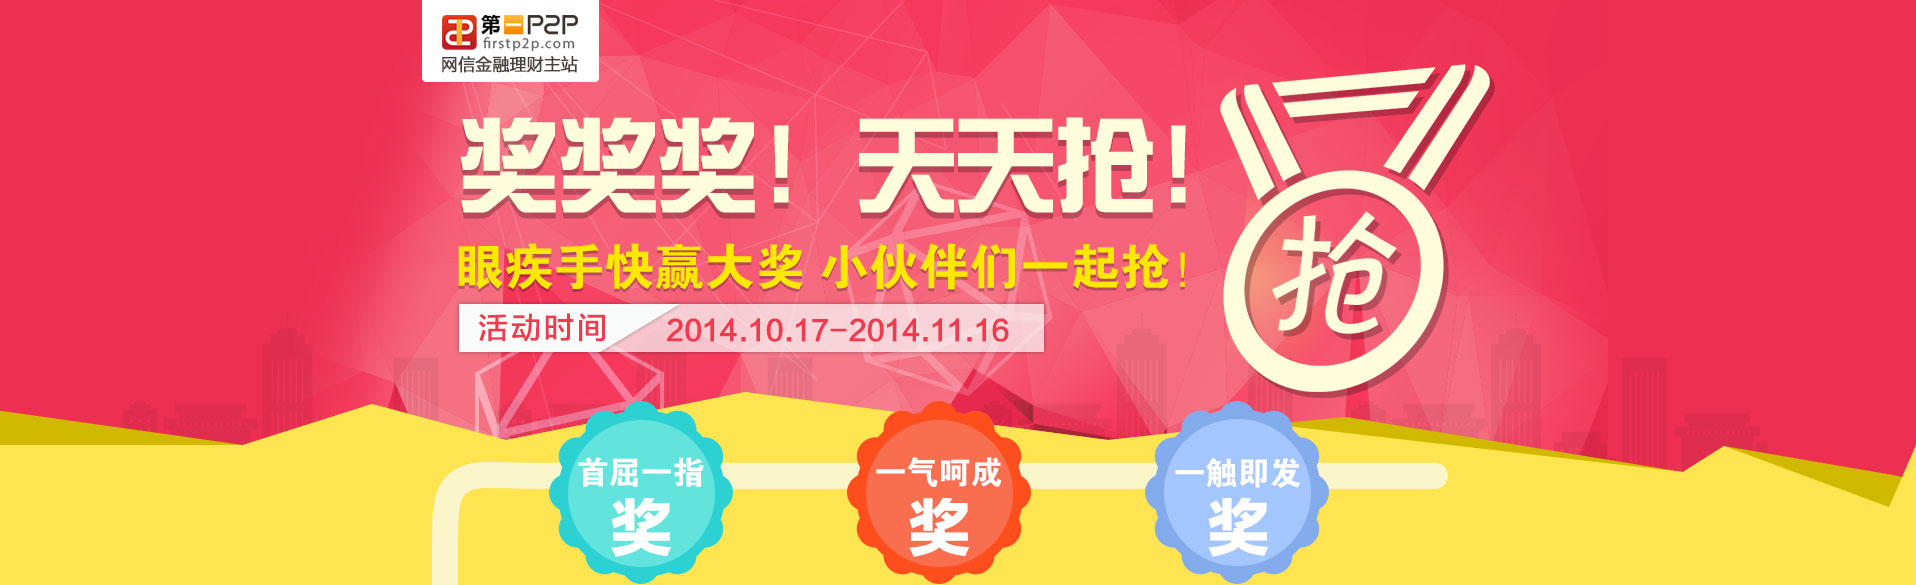 第一P2P
firstp2p.com
网信金融理财主站
奖奖奖！天天抢！
抢
眼疾手快赢大奖 小伙伴们一起抢！
活动时间 2014.10.17-2014.11.16
首屈一指
奖
一气呵成
奖
一触即发
奖